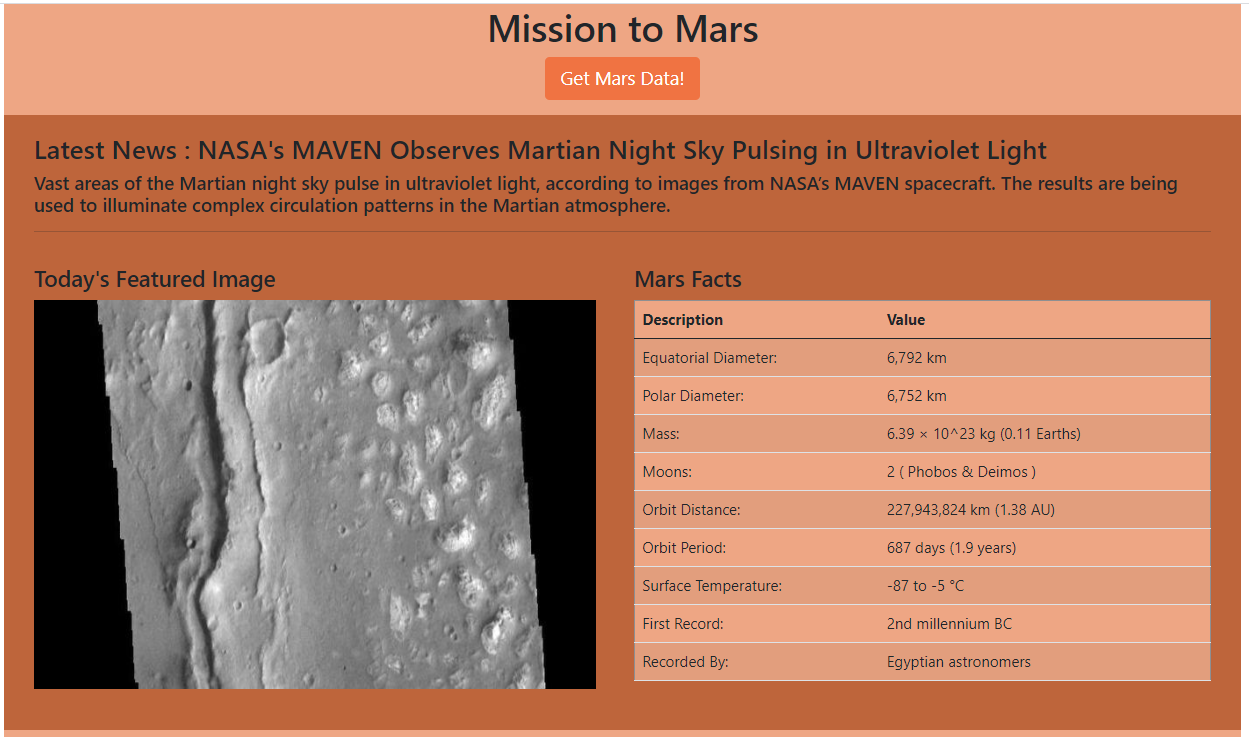 Mission to Mars
Get Mars Data!
Latest News : NASA's MAVEN Observes Martian Night Sky Pulsing in Ultraviolet Light
Vast areas of the Martian night sky pulse in ultraviolet light, according to images from NASA’s MAVEN spacecraft. The results are being
used to illuminate complex circulation patterns in the Martian atmosphere.
Today's Featured Image
Mars Facts
Description Value
Equatorial Diameter: 6,792 km
Polar Diameter: 6,752 km
Mass: 6.39 × 10^23 kg (0.11 Earths)
Moons: 2 ( Phobos & Deimos )
Orbit Distance: 227,943,824 km (1.38 AU)
Orbit Period: 687 days (1.9 years)
Surface Temperature: -87 to -5 °C
First Record: 2nd millennium BC
Recorded By: Egyptian astronomers